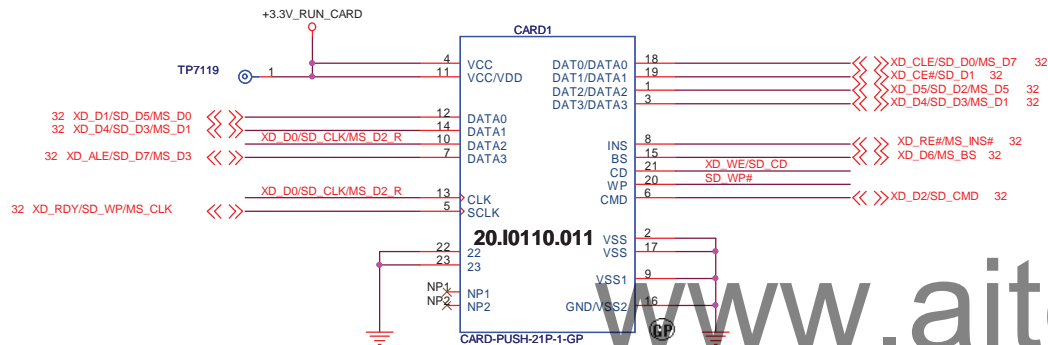 +3.3V_RUN_CARD
CARD1
TP7119
1
4 VCC
11 VCC/VDD
DAT0/DATA0 18 XD_CLE/SD_D0/MS_D7 32
DAT1/DATA1 19 XD_CE#/SD_D1 32
DAT2/DATA2 1 XD_D5/SD_D2/MS_D5 32
DAT3/DATA3 3 XD_D4/SD_D3/MS_D1 32
32 XD_D1/SD_D5/MS_D0 12 DATA0
32 XD_D4/SD_D3/MS_D1 14 DATA1
XD_D0/SD_CLK/MS_D2_R 10 DATA2
32 XD_ALE/SD_D7/MS_D3 7 DATA3
INS 8 XD_RE#/MS_INS# 32
BS 15 XD_D6/MS_BS 32
CD 21 XD_WE/SD_CD
WP 20 SD_WP#
CMD 6 XD_D2/SD_CMD 32
XD_D0/SD_CLK/MS_D2_R 13 CLK
32 XD_RDY/SD_WP/MS_CLK 5 SCLK
20.I0110.011
VSS 2
VSS 17
22 22
23 23
VSS1 9
NP1 NP1
NP2 NP2
GND/VSS2 16
GP
CARD-PUSH-21P-1-GP
www.aite